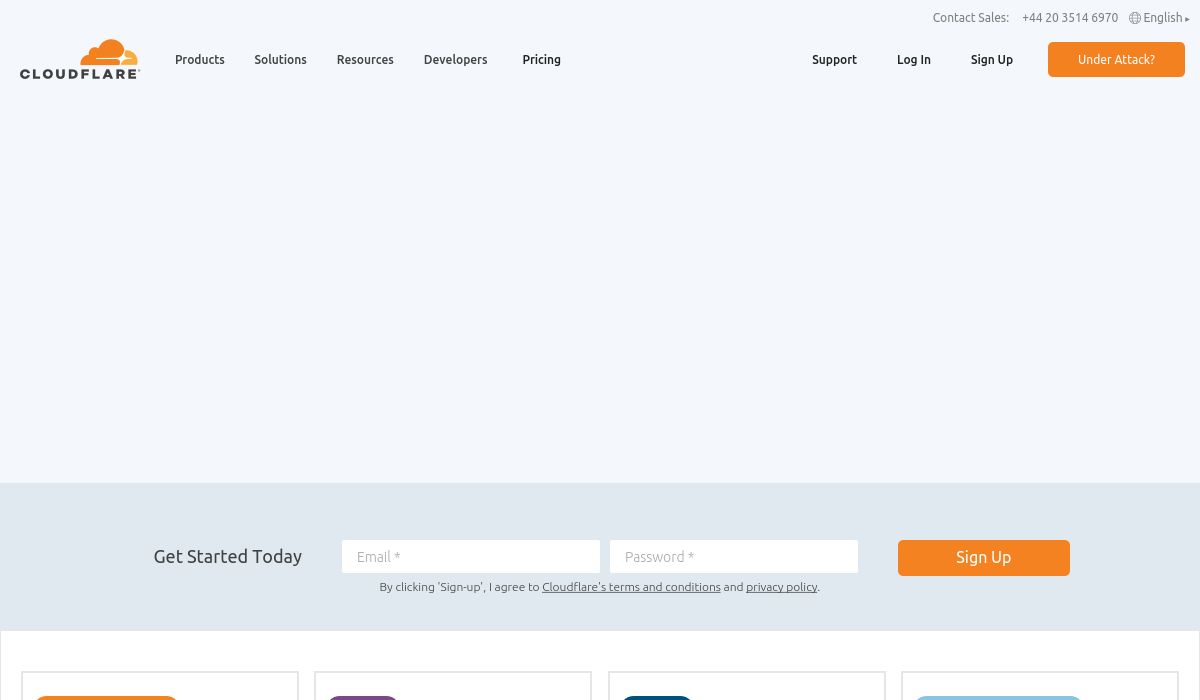 Contact Sales: +44 20 3514 6970 English ▸
CLOUDFLARE
Products Solutions Resources Developers Pricing Support Log In Sign Up Under Attack?
Get Started Today Email * Password * Sign Up
By clicking 'Sign-up', I agree to Cloudflare's terms and conditions and privacy policy.